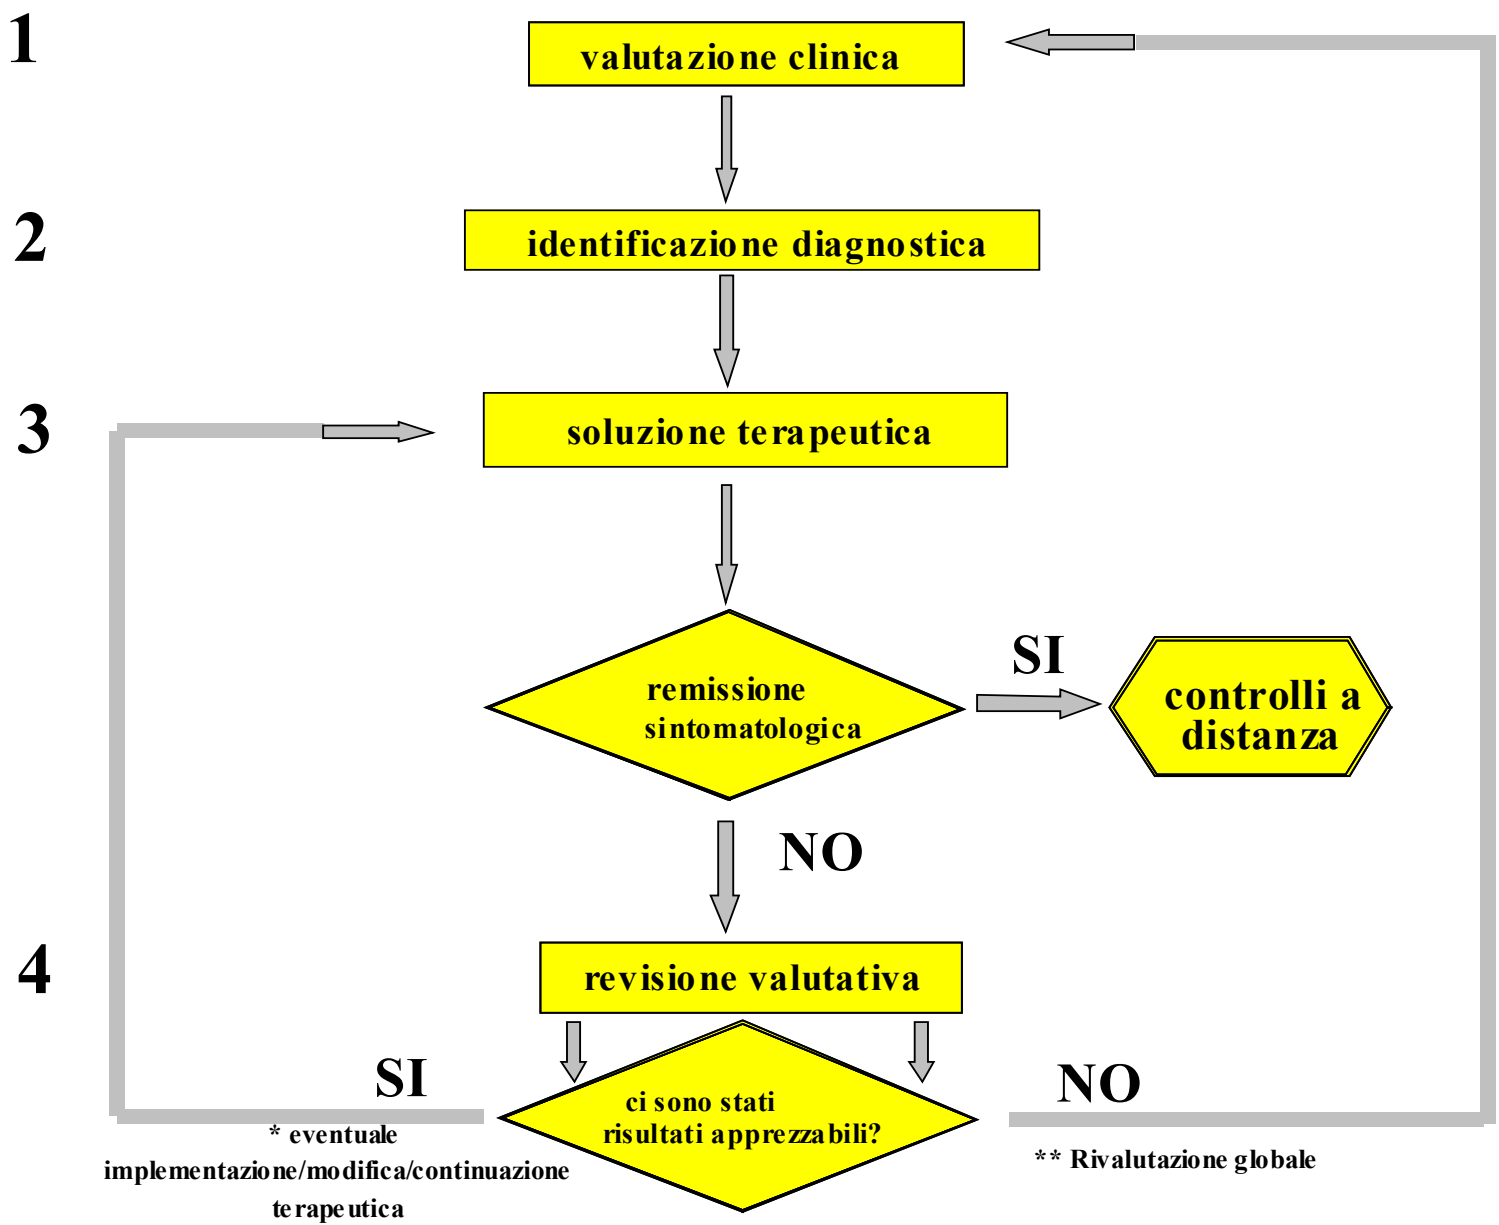 1
valutazione clinica
2
identificazione diagnostica
3
soluzione terapeutica
SI
remissione
sintomatologica
controlli a
distanza
NO
4
revisione valutativa
SI
NO
ci sono stati
risultati apprezzabili?
* eventuale
implementazione/modifica/continuazione
terapeutica
** Rivalutazione globale